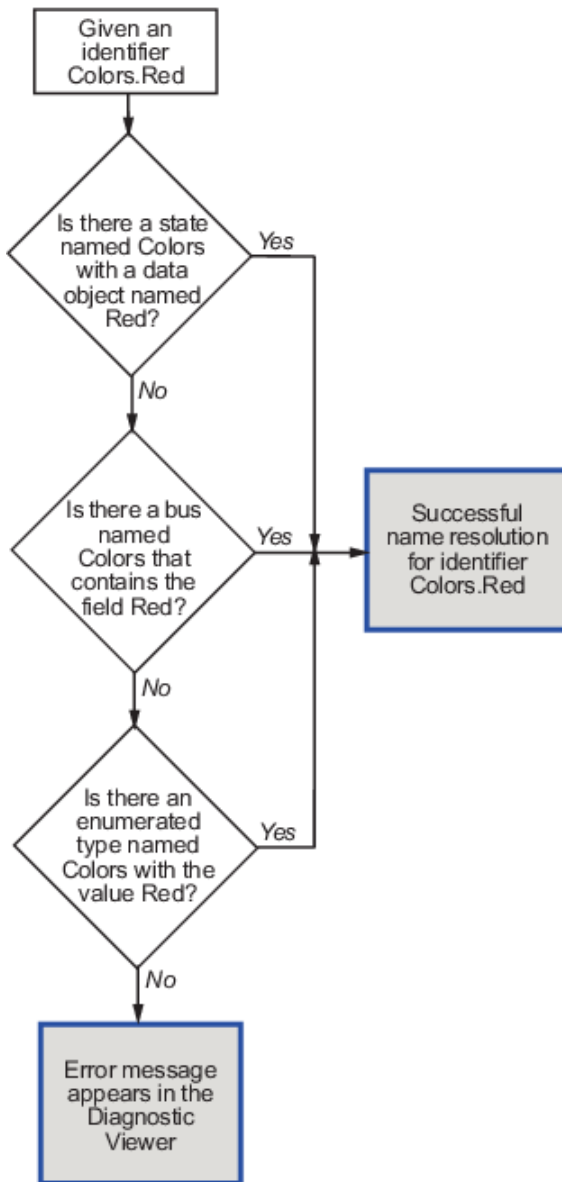 Given an
identifier
Colors.Red
Is there a state
named Colors
with a data
object named
Red?
Yes
No
Is there a bus
named
Colors that
contains the
field Red?
Yes
Successful
name resolution
for identifier
Colors.Red
No
Is there an
enumerated
type named
Colors with the
value Red?
Yes
No
Error message
appears in the
Diagnostic
Viewer